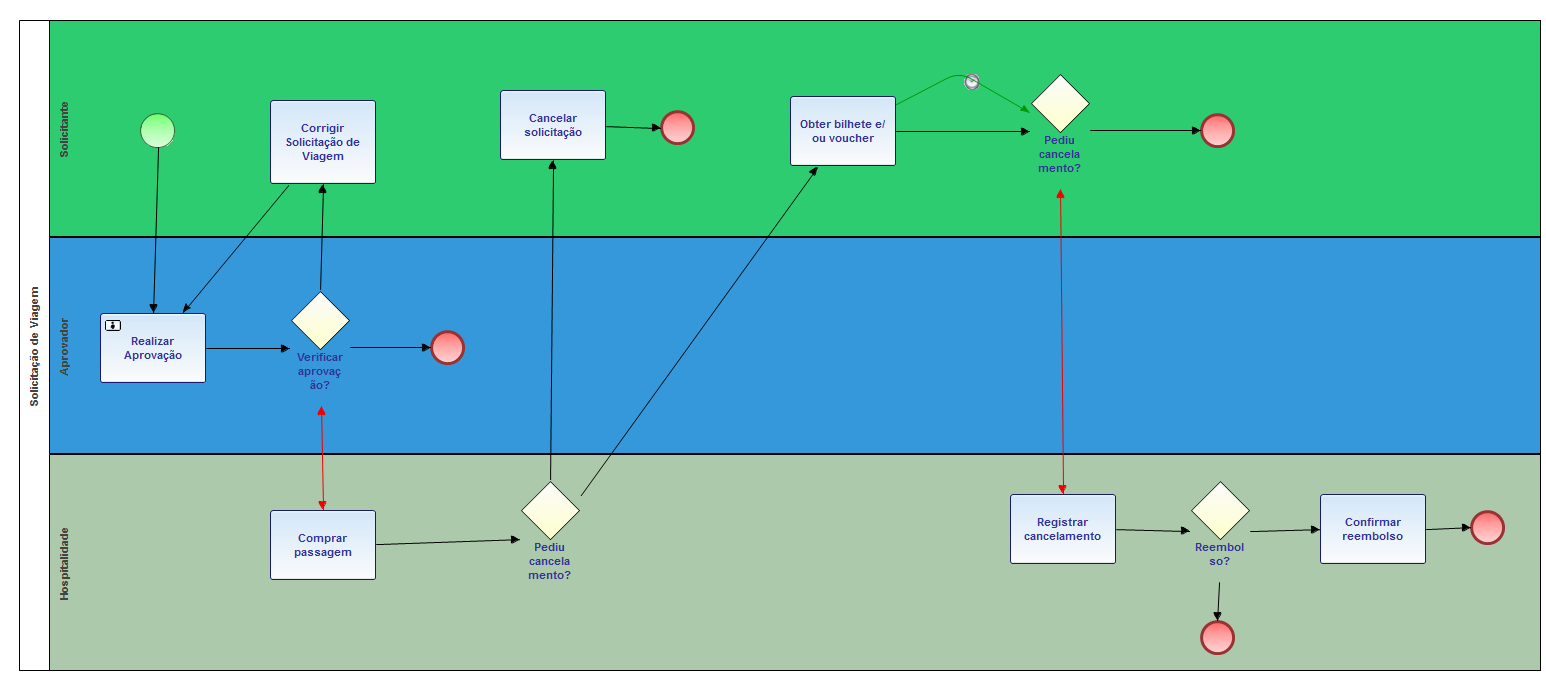 Solicitação de Viagem
Solicitante
Corrigir
Solicitação de
Viagem
Cancelar
solicitação
Obter bilhete e/
ou voucher
Pediu
cancela
mento?
Aprovador
Realizar
Aprovação
Verificar
aprovaç
ão?
Hospitalidade
Comprar
passagem
Pediu
cancela
mento?
Registrar
cancelamento
Reembol
so?
Confirmar
reembolso